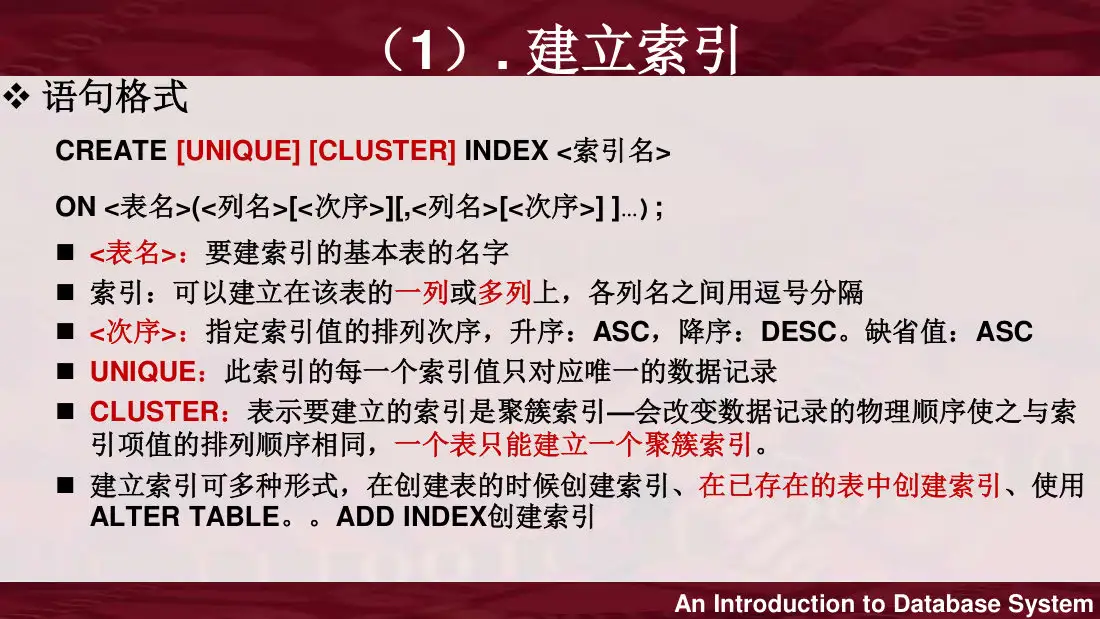 （1）. 建立索引
❖ 语句格式
CREATE [UNIQUE] [CLUSTER] INDEX <索引名>
ON <表名>(<列名>[<次序>][,<列名>[<次序>] ]…) ;
■ <表名>：要建索引的基本表的名字
■ 索引：可以建立在该表的一列或多列上，各列名之间用逗号分隔
■ <次序>：指定索引值的排列次序，升序：ASC，降序：DESC。缺省值：ASC
■ UNIQUE：此索引的每一个索引值只对应唯一的数据记录
■ CLUSTER：表示要建立的索引是聚簇索引—会改变数据记录的物理顺序使之与索
引项值的排列顺序相同，一个表只能建立一个聚簇索引。
■ 建立索引可多种形式，在创建表的时候创建索引、在已存在的表中创建索引、使用
ALTER TABLE。。ADD INDEX创建索引
An Introduction to Database System